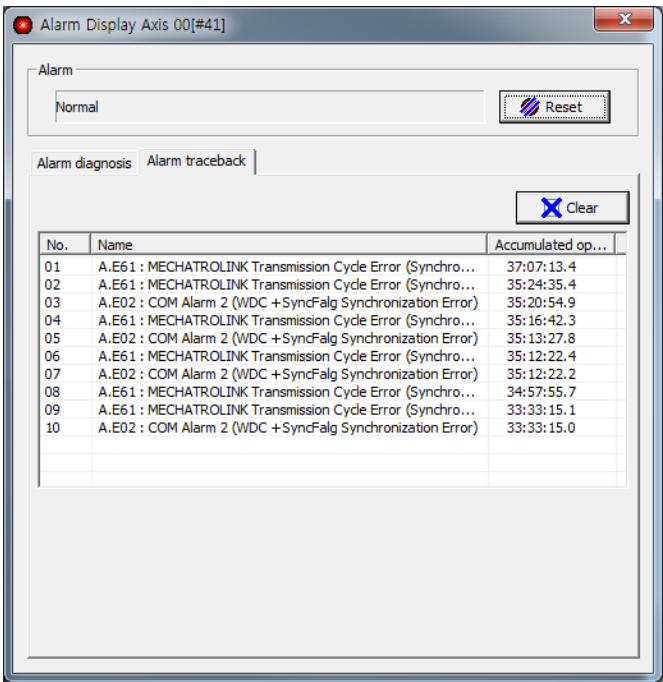 Alarm Display Axis 00[#41]
Alarm
Normal
Reset
Alarm diagnosis Alarm traceback
Clear
No. Name Accumulated op...
01 A.E61 : MECHATROLINK Transmission Cycle Error (Synchro... 37:07:13.4
02 A.E61 : MECHATROLINK Transmission Cycle Error (Synchro... 35:24:35.4
03 A.E02 : COM Alarm 2 (WDC +SyncFalg Synchronization Error) 35:20:54.9
04 A.E61 : MECHATROLINK Transmission Cycle Error (Synchro... 35:16:42.3
05 A.E02 : COM Alarm 2 (WDC +SyncFalg Synchronization Error) 35:13:27.8
06 A.E61 : MECHATROLINK Transmission Cycle Error (Synchro... 35:12:22.4
07 A.E02 : COM Alarm 2 (WDC +SyncFalg Synchronization Error) 35:12:22.2
08 A.E61 : MECHATROLINK Transmission Cycle Error (Synchro... 34:57:55.7
09 A.E61 : MECHATROLINK Transmission Cycle Error (Synchro... 33:33:15.1
10 A.E02 : COM Alarm 2 (WDC +SyncFalg Synchronization Error) 33:33:15.0